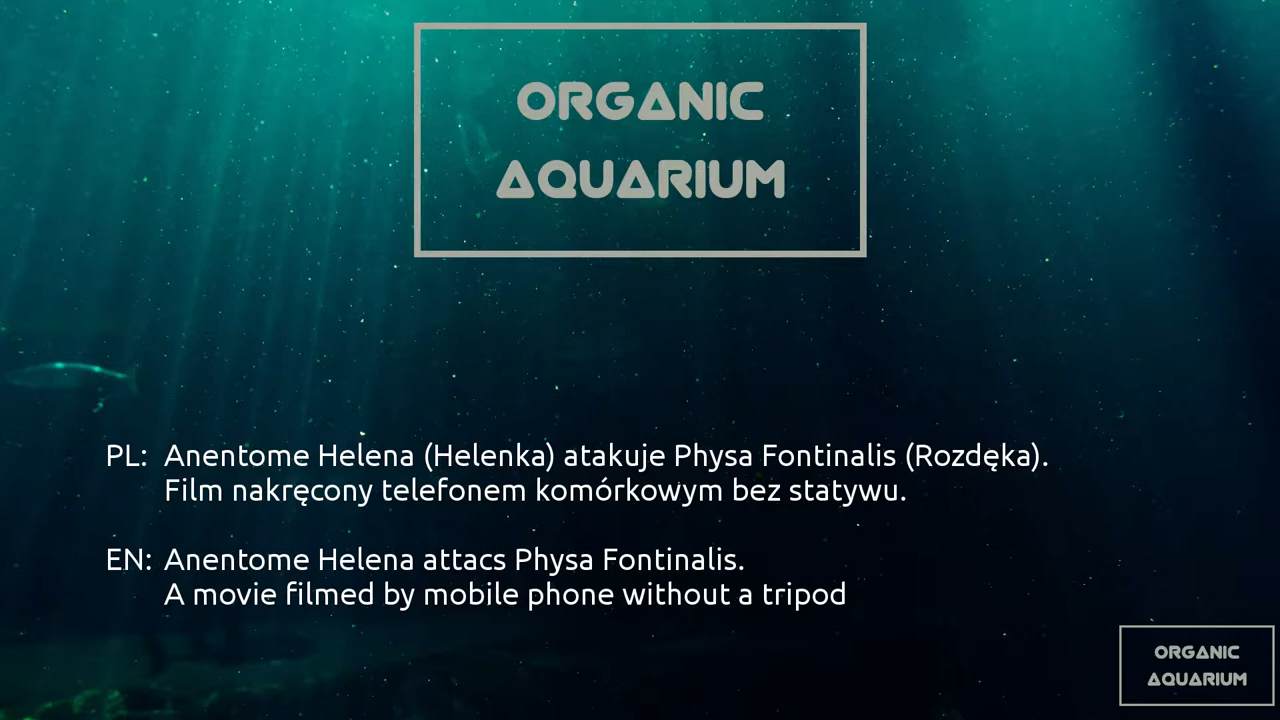 ORGANIC
AQUARIUM
PL: Anentome Helena (Helenka) atakuje Physa Fontinalis (Rozdęka).
Film nakręcony telefonem komórkowym bez statywu.
EN: Anentome Helena attacs Physa Fontinalis.
A movie filmed by mobile phone without a tripod
ORGANIC
AQUARIUM